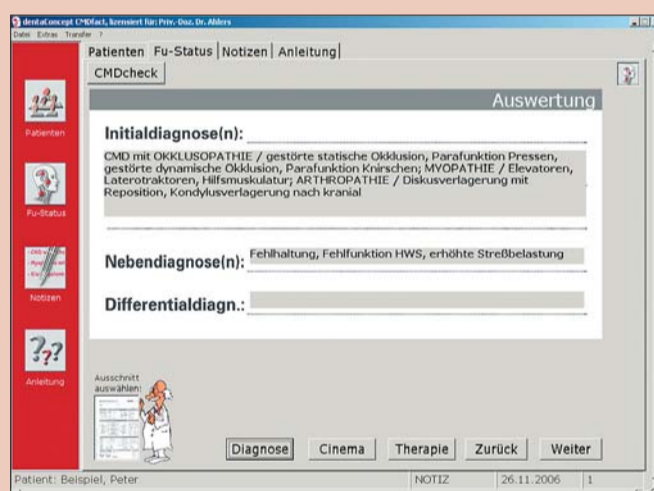 dentaConcept CMDfact, lizensiert für: Priv.-Doz. Dr. Ahlers
Datei Extras Transfer ?
Patienten Fu-Status Notizen Anleitung
CMDcheck
Auswertung
Patienten
Fu-Status
Notizen
???
Anleitung
Initialdiagnose(n):
CMD mit OKKLUSOPATHIE / gestörte statische Okklusion, Parafunktion Pressen,
gestörte dynamische Okklusion, Parafunktion Knirschen; MYOPATHIE / Elevatoren,
Laterotraktoren, Hilfsmuskulatur; ARTHROPATHIE / Diskusverlagerung mit
Reposition, Kondylusverlagerung nach kranial
Nebendiagnose(n): Fehlhaltung, Fehlfunktion HWS, erhöhte Streßbelastung
Differentialdiagn.:
Ausschnitt
auswählen:
Diagnose Cinema Therapie Zurück Weiter
Patient: Beispiel, Peter NOTIZ 26.11.2006 1